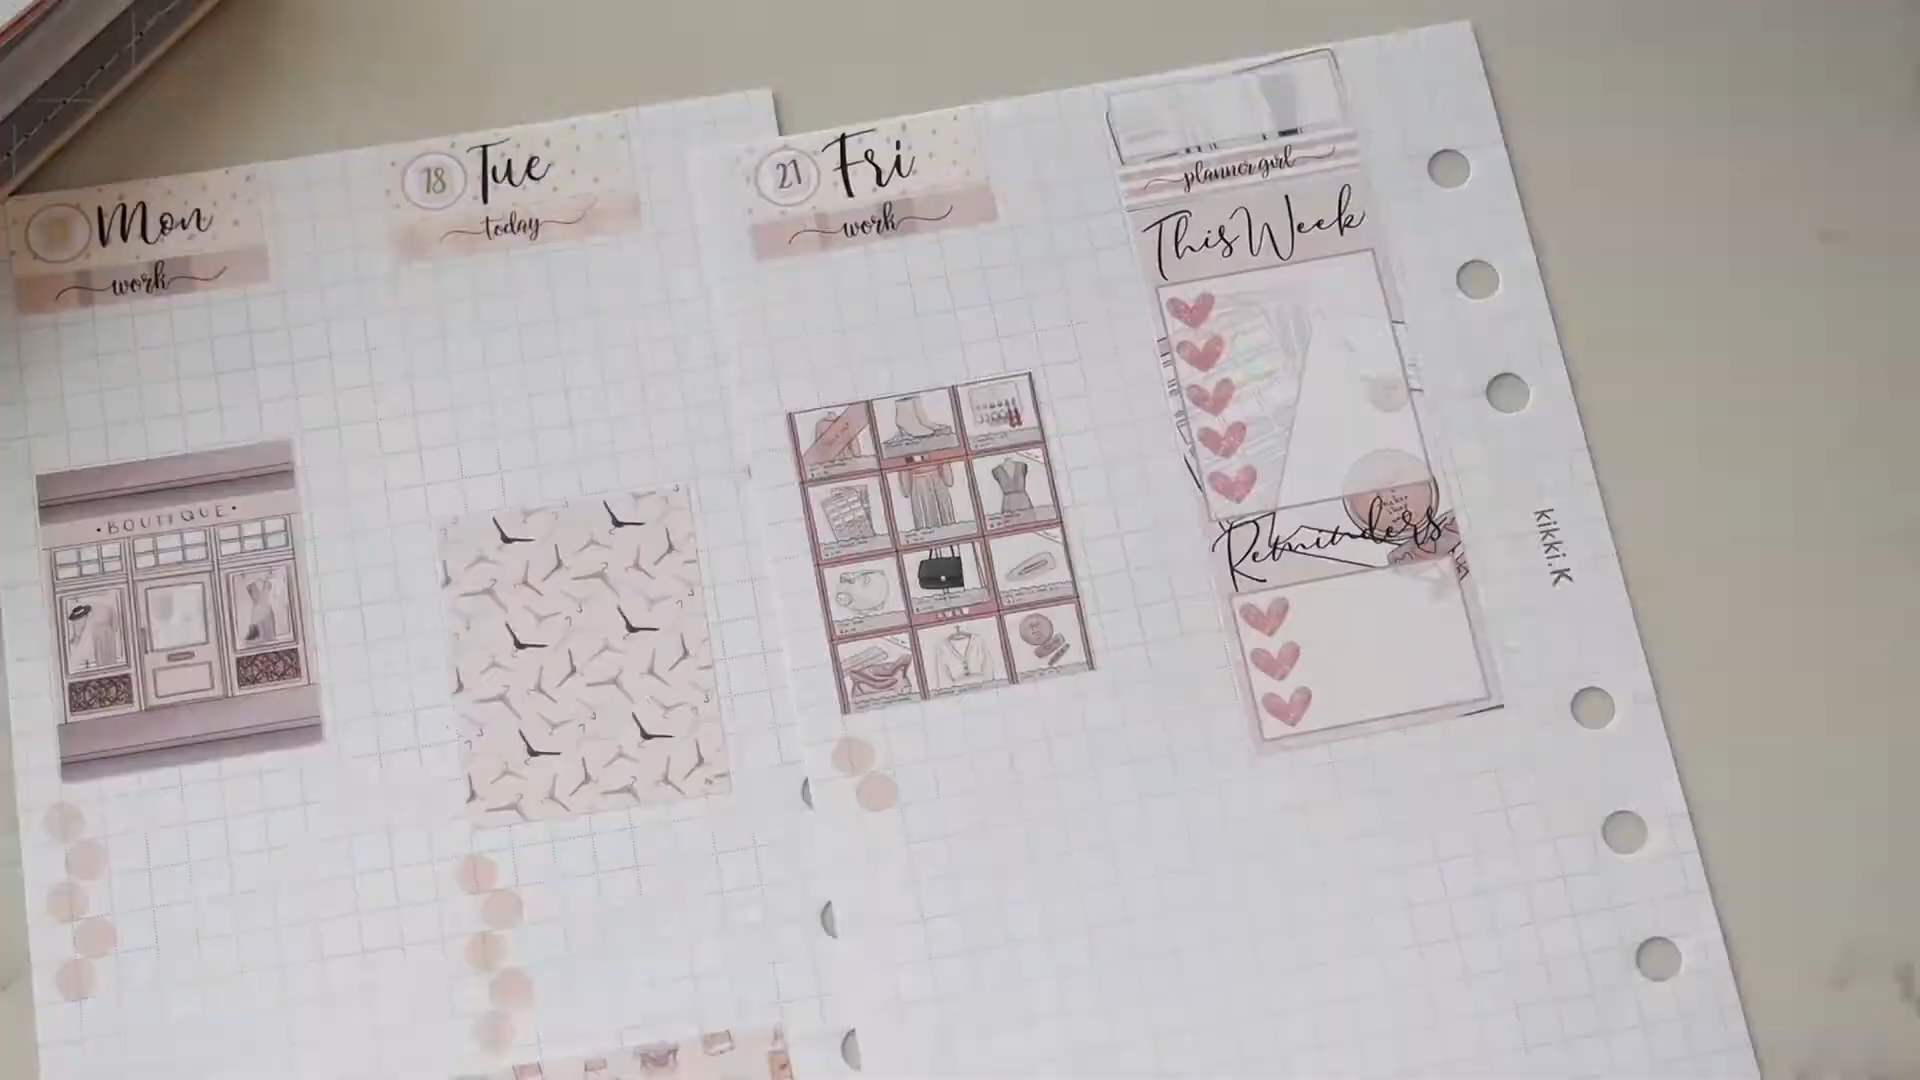 Mon
work
BOUTIQUE
18 Tue
today
21 Fri
work
planner girl
This Week
Reminders
kikki.K